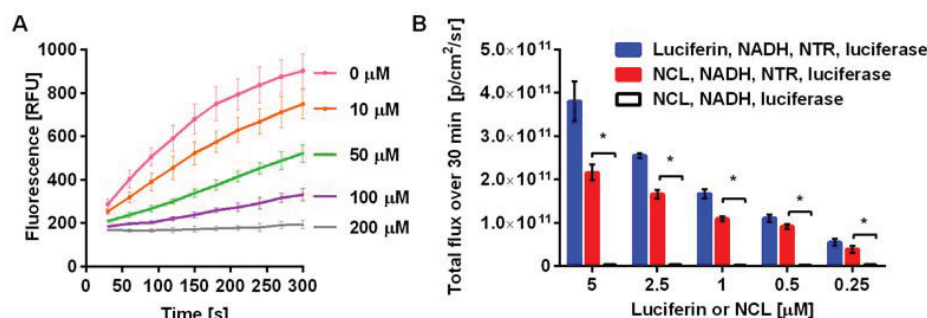 A
Fluorescence [RFU]
1000
800
600
400
200
0
0 μM
10 μM
50 μM
100 μM
200 μM
0 50 100 150 200 250 300
Time [s]
B
Total flux over 30 min [p/cm²/sr]
5.0×10¹¹
4.0×10¹¹
3.0×10¹¹
2.0×10¹¹
1.0×10¹¹
0
Luciferin, NADH, NTR, luciferase
NCL, NADH, NTR, luciferase
NCL, NADH, luciferase
* * * * *
5 2.5 1 0.5 0.25
Luciferin or NCL [μM]